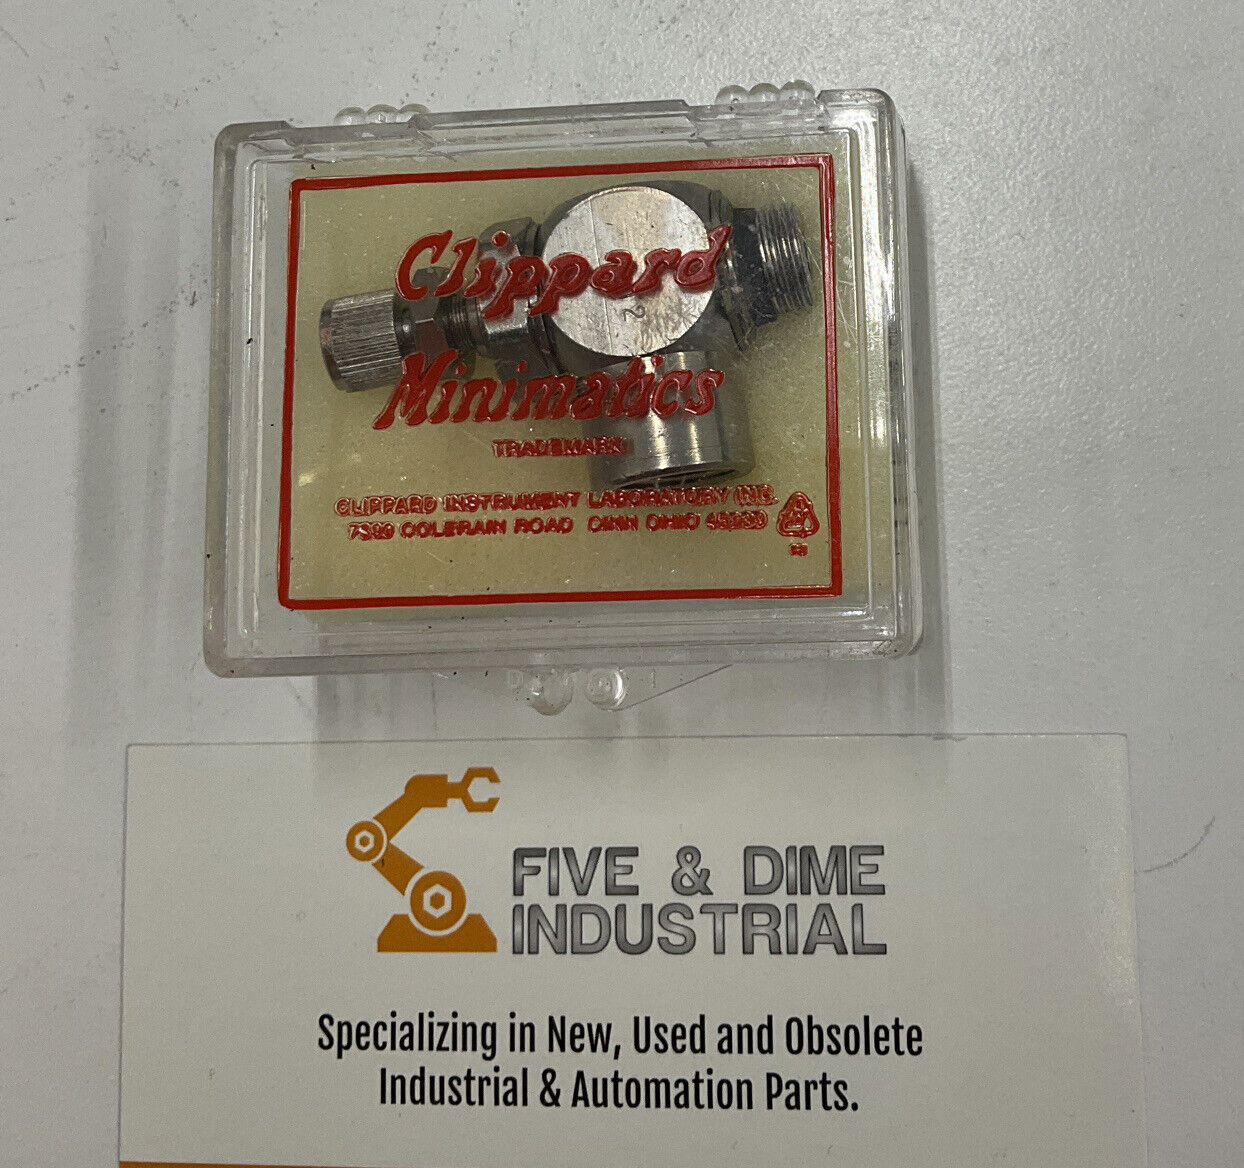 Clippard
2
Minimatics
TRADEMARK
CLIPPARD INSTRUMENT LABORATORY INC.
7390 COLERAIN ROAD CINN OHIO 45239
FIVE & DIME
INDUSTRIAL
Specializing in New, Used and Obsolete
Industrial & Automation Parts.